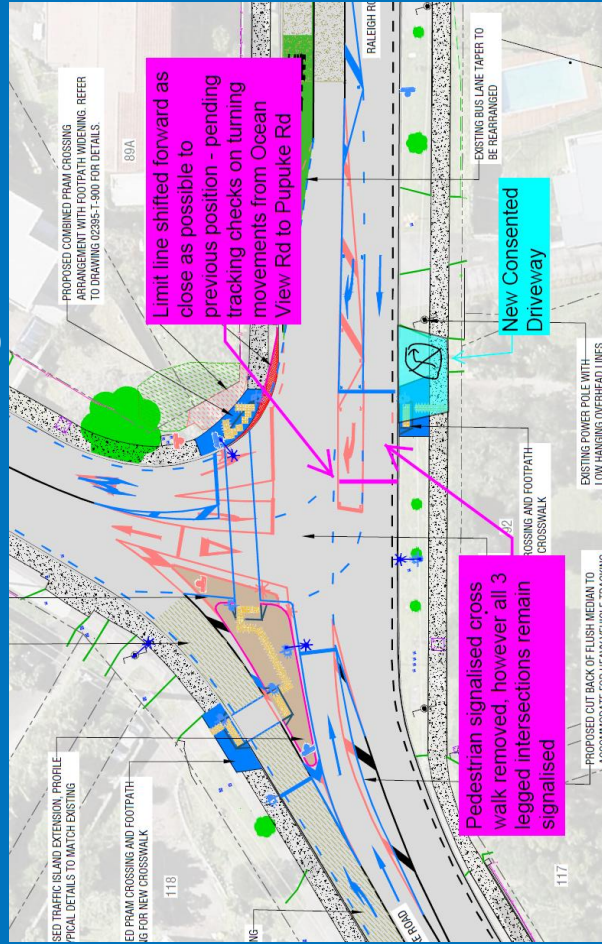 PROPOSED COMBINED PRAM CROSSING
ARRANGEMENT WITH FOOTPATH WIDENING. REFER
TO DRAWING 02395-T-900 FOR DETAILS.
89A
RALEIGH RO
Limit line shifted forward as
close as possible to
previous position - pending
tracking checks on turning
movements from Ocean
View Rd to Pupuke Rd
EXISTING BUS LANE TAPER TO
BE REARRANGED
New Consented
Driveway
EXISTING POWER POLE WITH
LOW HANGING OVERHEAD LINES
92
CROSSING AND FOOTPATH
CROSSWALK
Pedestrian signalised cross
walk removed, however all 3
legged intersections remain
signalised
PROPOSED CUT BACK OF FLUSH MEDIAN TO
117
SED TRAFFIC ISLAND EXTENSION, PROFILE
YPICAL DETAILS TO MATCH EXISTING
ED PRAM CROSSING AND FOOTPATH
NG FOR NEW CROSSWALK
118
E ROAD
NG